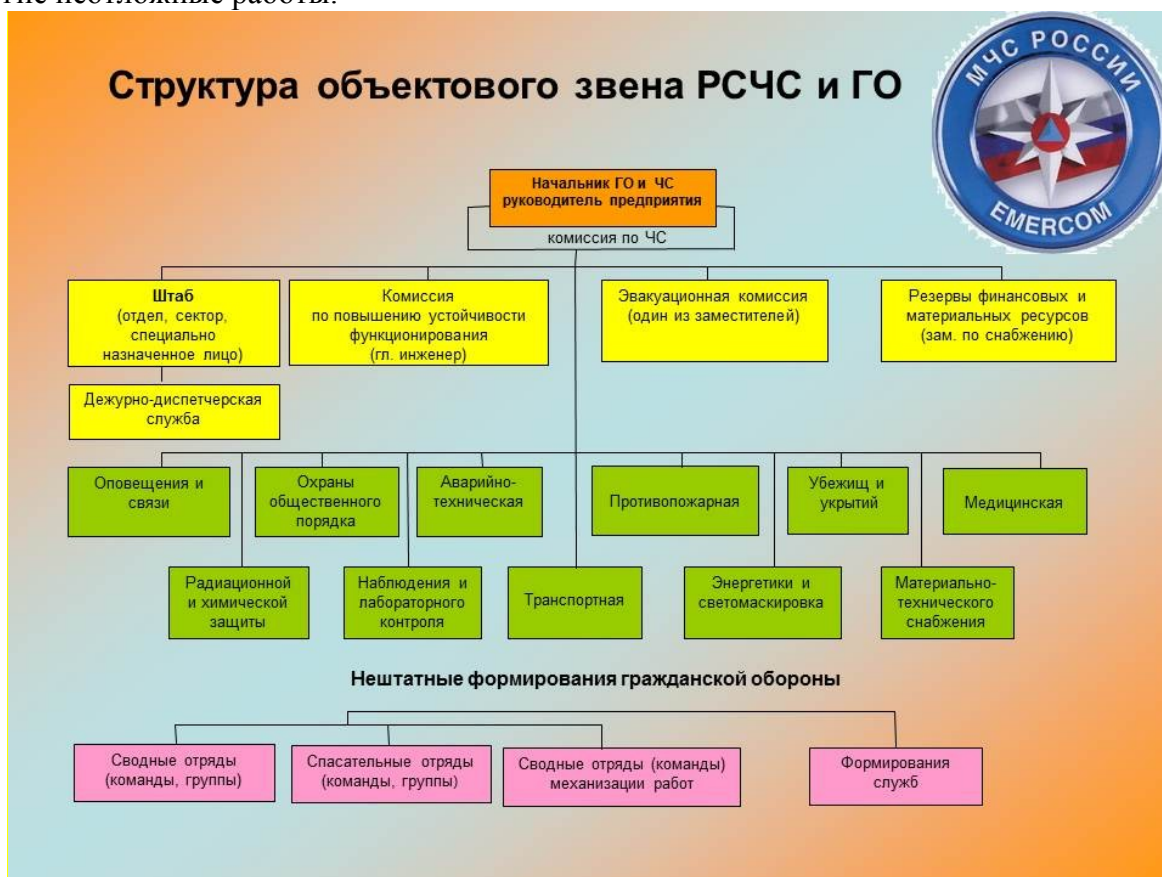 неотложные работы.
Структура объектового звена РСЧС и ГО
МЧС РОССИИ
EMERCOM
Начальник ГО и ЧС
руководитель предприятия
комиссия по ЧС
Штаб
(отдел, сектор,
специально
назначенное лицо)
Комиссия
по повышению устойчивости
функционирования
(гл. инженер)
Эвакуационная комиссия
(один из заместителей)
Резервы финансовых и
материальных ресурсов
(зам. по снабжению)
Дежурно-диспетчерская
служба
Оповещения и
связи
Охраны
общественного
порядка
Аварийно-
техническая
Противопожарная
Убежищ и
укрытий
Медицинская
Радиационной
и химической
защиты
Наблюдения и
лабораторного
контроля
Транспортная
Энергетики и
светомаскировка
Материально-
технического
снабжения
Нештатные формирования гражданской обороны
Сводные отряды
(команды, группы)
Спасательные отряды
(команды, группы)
Сводные отряды (команды)
механизации работ
Формирования
служб